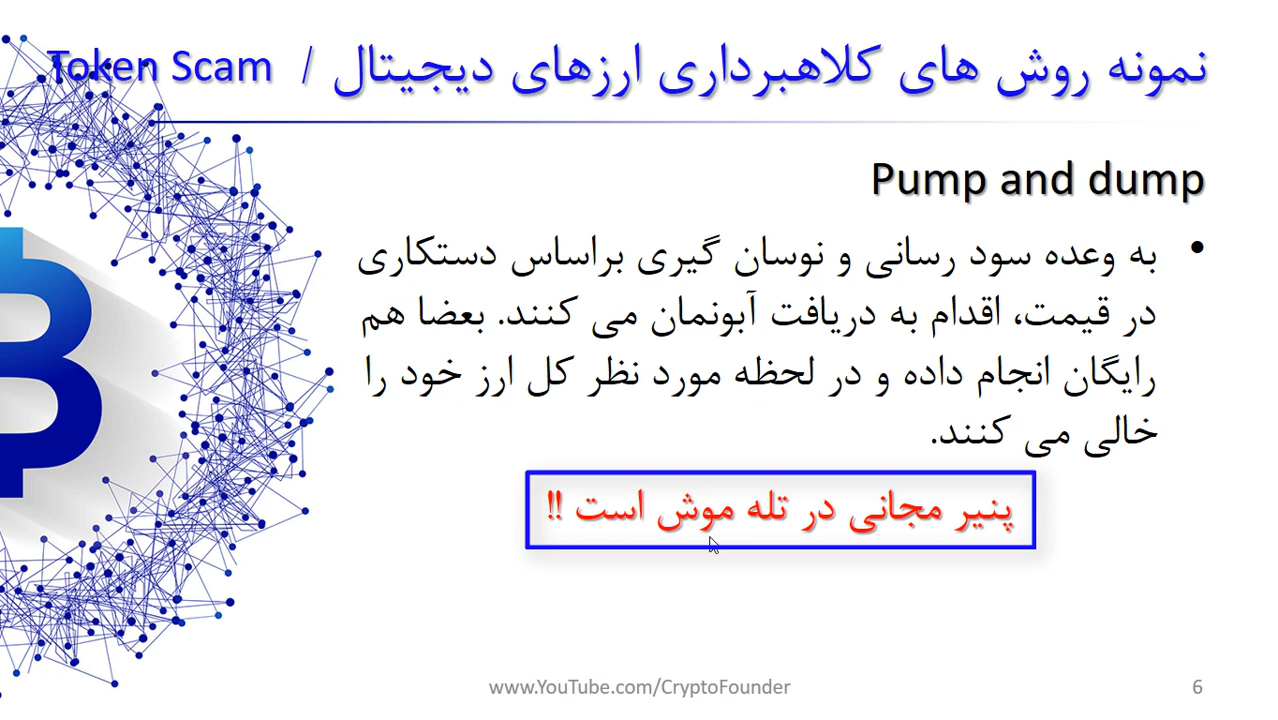 نمونه روش های کلاهبرداری ارزهای دیجیتال / Token Scam
Pump and dump
• به وعده سود رسانی و نوسان گیری براساس دستکاری
در قیمت، اقدام به دریافت آبونمان می کنند. بعضا هم
رایگان انجام داده و در لحظه مورد نظر کل ارز خود را
خالی می کنند.
پنیر مجانی در تله موش است !!
www.YouTube.com/CryptoFounder
6